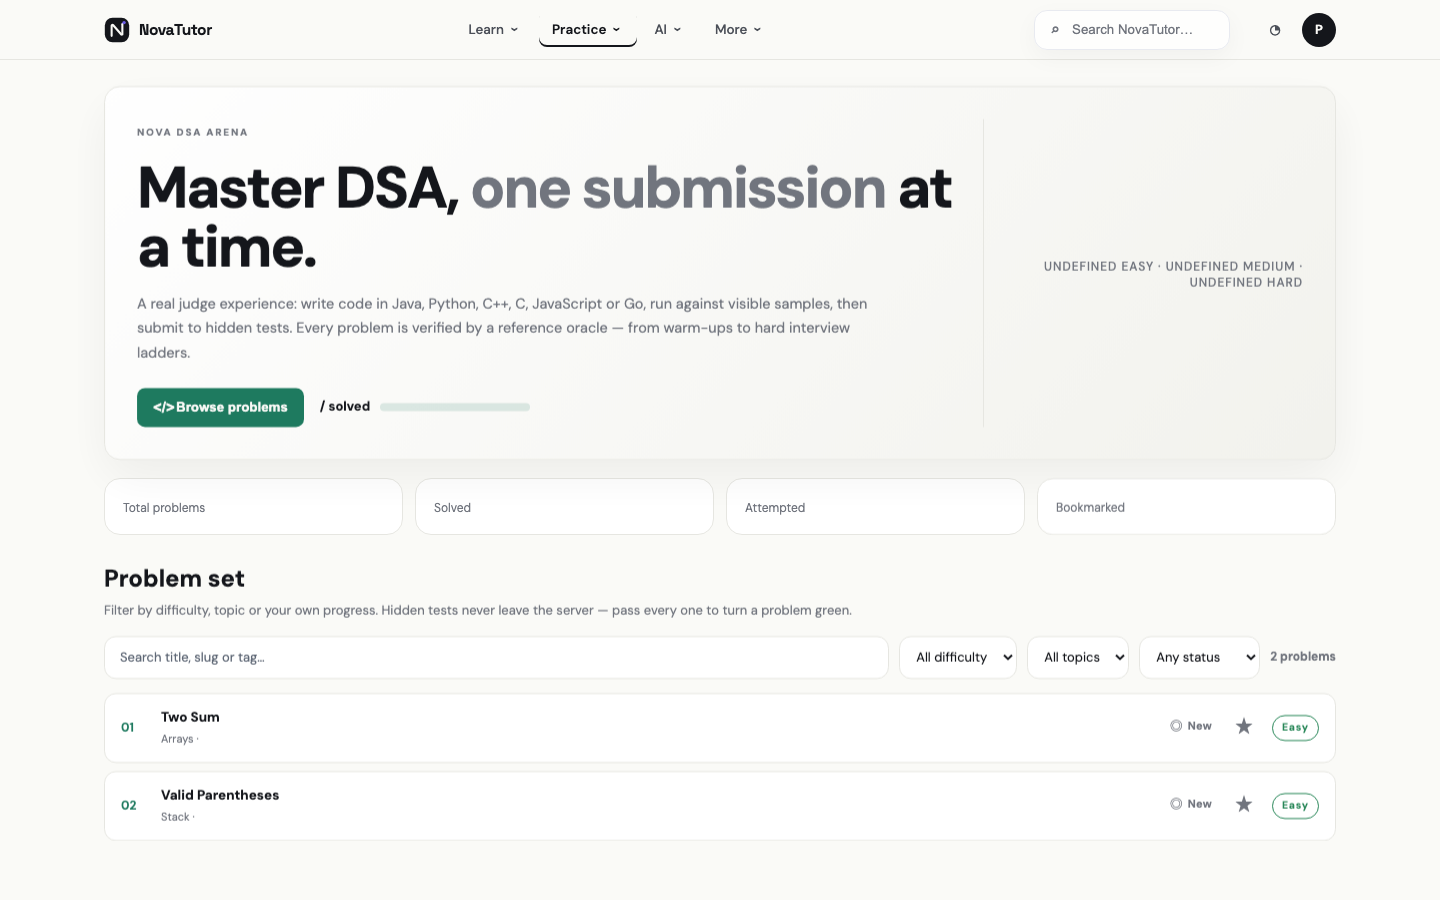 NovaTutor
Learn
Practice
AI
More
Search NovaTutor...
P
NOVA DSA ARENA
Master DSA, one submission at
a time.
A real judge experience: write code in Java, Python, C++, C, JavaScript or Go, run against visible samples, then
submit to hidden tests. Every problem is verified by a reference oracle — from warm-ups to hard interview
ladders.
</> Browse problems
/ solved
UNDEFINED EASY · UNDEFINED MEDIUM ·
UNDEFINED HARD
Total problems
Solved
Attempted
Bookmarked
Problem set
Filter by difficulty, topic or your own progress. Hidden tests never leave the server — pass every one to turn a problem green.
Search title, slug or tag...
All difficulty
All topics
Any status
2 problems
01
Two Sum
Arrays ·
New
Easy
02
Valid Parentheses
Stack ·
New
Easy